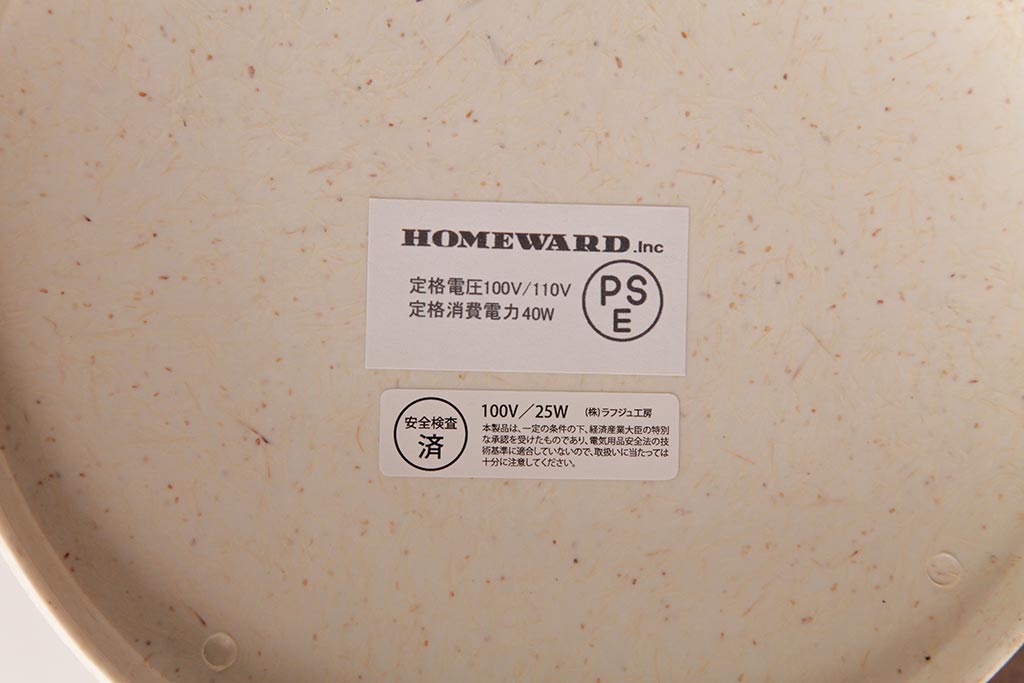 HOMEWARD.Inc
定格電圧100V/110V
定格消費電力40W
PS
E
安全検査
済
100V／25W (株)ラフジュ工房
本製品は、一定の条件の下、経済産業大臣の特別
な承認を受けたものであり、電気用品安全法の技
術基準に適合していないので、取扱いに当たっては
十分に注意してください。